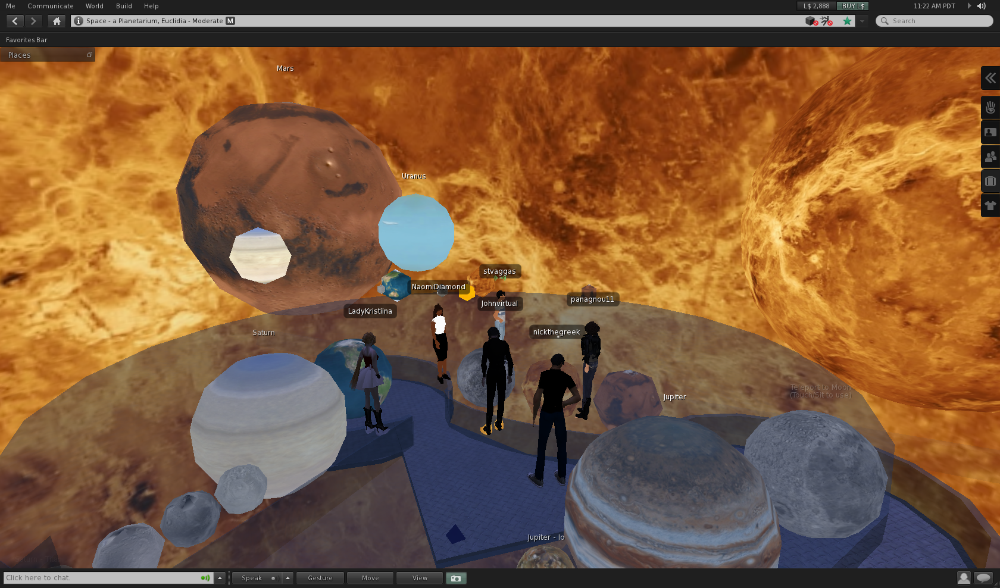 Me Communicate World Build Help L$ 2,888 BUY L$ 11:22 AM PDT
Space - a Planetarium, Euclidia - Moderate M Search
Favorites Bar
Places
Mars
Uranus
stvaggas
NaomiDiamond
panagnou11
Johnvirtual
LadyKristiina
nickthegreek
Saturn
Teleport to Moon
(Touch/Sit to use)
Jupiter
Jupiter - Io
Click here to chat. Speak Gesture Move View